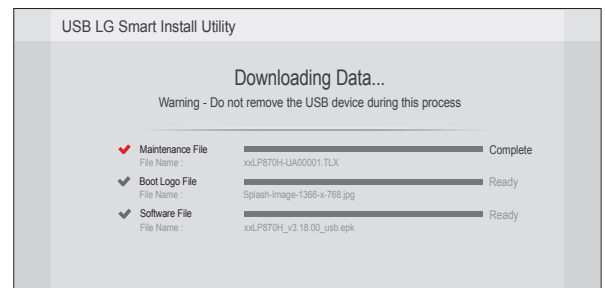 USB LG Smart Install Utility
Downloading Data...
Warning - Do not remove the USB device during this process
Maintenance File Complete
File Name : xxLP870H-UA00001.TLX
Boot Logo File Ready
File Name : Splash-Image-1366-x-768.jpg
Software File Ready
File Name : xxLP870H_v3.18.00_usb.epk